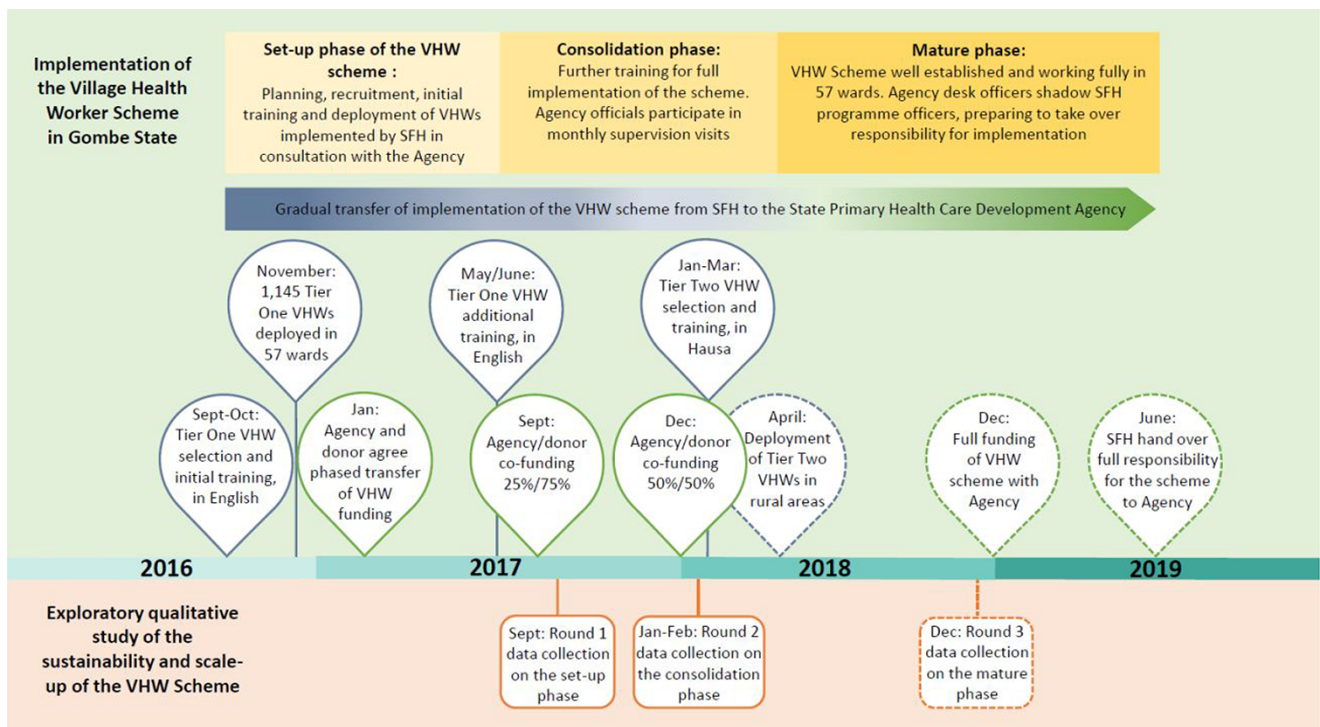 Implementation of
the Village Health
Worker Scheme
in Gombe State
Set-up phase of the VHW
scheme :
Planning, recruitment, initial
training and deployment of VHWs
implemented by SFH in
consultation with the Agency
Consolidation phase:
Further training for full
implementation of the scheme.
Agency officials participate in
monthly supervision visits
Mature phase:
VHW Scheme well established and working fully in
57 wards. Agency desk officers shadow SFH
programme officers, preparing to take over
responsibility for implementation
Gradual transfer of implementation of the VHW scheme from SFH to the State Primary Health Care Development Agency
November:
1,145 Tier
One VHWs
deployed in
57 wards
May/June:
Tier One VHW
additional
training, in
English
Jan-Mar:
Tier Two VHW
selection and
training, in
Hausa
Sept-Oct:
Tier One VHW
selection and
initial training,
in English
Jan:
Agency and
donor agree
phased transfer
of VHW
funding
Sept:
Agency/donor
co-funding
25%/75%
Dec:
Agency/donor
co-funding
50%/50%
April:
Deployment
of Tier Two
VHWs in
rural areas
Dec:
Full funding
of VHW
scheme with
Agency
June:
SFH hand over
full responsibility
for the scheme
to Agency
2016
2017
2018
2019
Exploratory qualitative
study of the
sustainability and scale-
up of the VHW Scheme
Sept: Round 1
data collection
on the set-up
phase
Jan-Feb: Round 2
data collection on
the consolidation
phase
Dec: Round 3
data collection
on the mature
phase